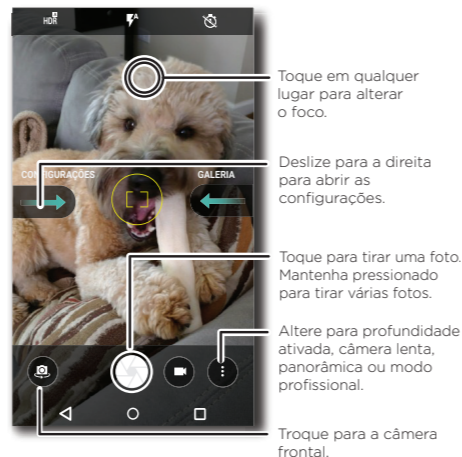 HDR
A
Toque em qualquer
lugar para alterar
o foco.
Deslize para a direita
para abrir as
configurações.
CONFIGURAÇÕES
GALERIA
Toque para tirar uma foto.
Mantenha pressionado
para tirar várias fotos.
Altere para profundidade
ativada, câmera lenta,
panorâmica ou modo
profissional.
Troque para a câmera
frontal.